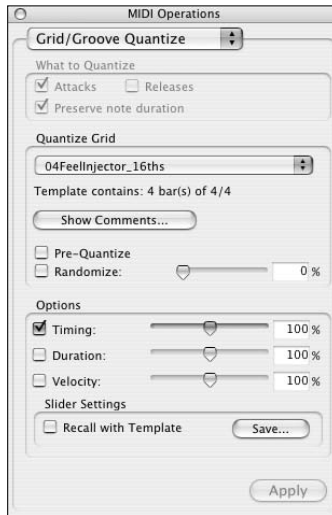 MIDI Operations
Grid/Groove Quantize
What to Quantize
Attacks Releases
Preserve note duration
Quantize Grid
04FeelInjector_16ths
Template contains: 4 bar(s) of 4/4
Show Comments...
Pre-Quantize
Randomize: 0 %
Options
Timing: 100 %
Duration: 100 %
Velocity: 100 %
Slider Settings
Recall with Template Save...
Apply